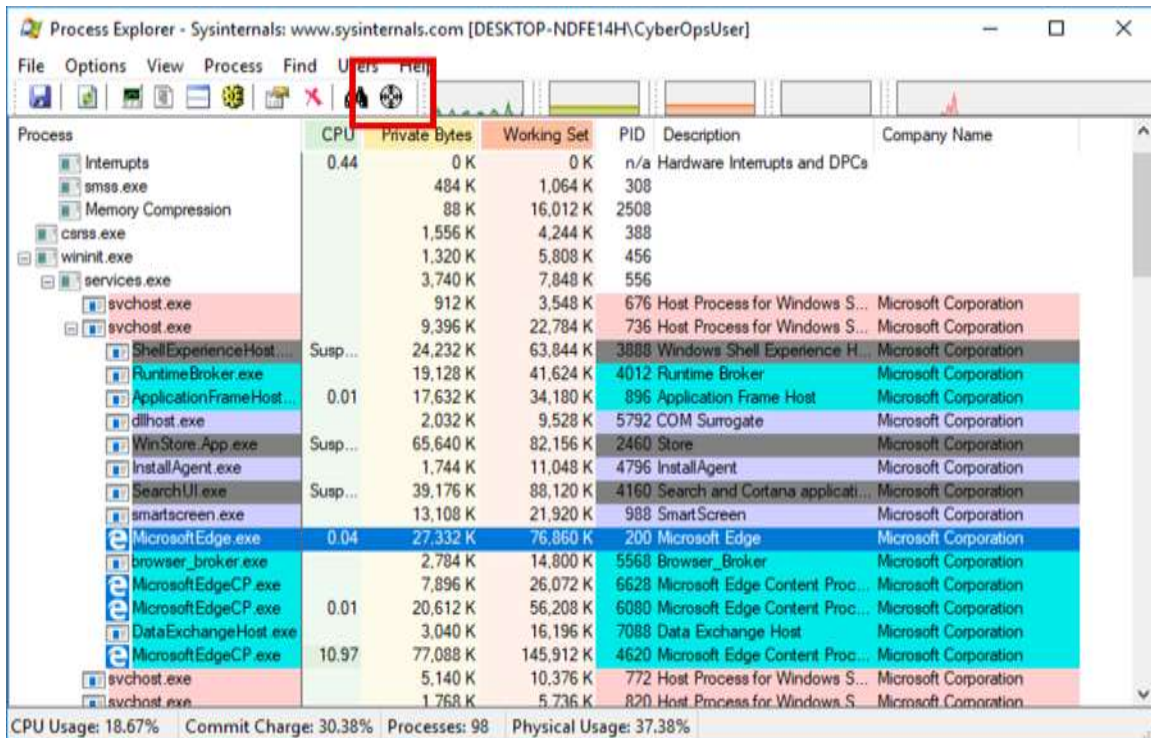 Process Explorer - Sysinternals: www.sysinternals.com [DESKTOP-NDFE14H\CyberOpsUser]
File Options View Process Find Users Help
Process CPU Private Bytes Working Set PID Description Company Name
Interrupts 0.44 0 K 0 K n/a Hardware Interrupts and DPCs
smss.exe 484 K 1,064 K 308
Memory Compression 88 K 16,012 K 2508
csrss.exe 1,556 K 4,244 K 388
wininit.exe 1,320 K 5,808 K 456
services.exe 3,740 K 7,848 K 556
svchost.exe 912 K 3,548 K 676 Host Process for Windows S... Microsoft Corporation
svchost.exe 9,396 K 22,784 K 736 Host Process for Windows S... Microsoft Corporation
ShellExperienceHost.... Susp... 24,232 K 63,844 K 3888 Windows Shell Experience H... Microsoft Corporation
RuntimeBroker.exe 19,128 K 41,624 K 4012 Runtime Broker Microsoft Corporation
ApplicationFrameHost... 0.01 17,632 K 34,180 K 896 Application Frame Host Microsoft Corporation
dllhost.exe 2,032 K 9,528 K 5792 COM Surrogate Microsoft Corporation
WinStore.App.exe Susp... 65,640 K 82,156 K 2460 Store Microsoft Corporation
InstallAgent.exe 1,744 K 11,048 K 4796 InstallAgent Microsoft Corporation
SearchUI.exe Susp... 39,176 K 88,120 K 4160 Search and Cortana applicati... Microsoft Corporation
smartscreen.exe 13,108 K 21,920 K 988 SmartScreen Microsoft Corporation
MicrosoftEdge.exe 0.04 27,332 K 76,860 K 200 Microsoft Edge Microsoft Corporation
browser_broker.exe 2,784 K 14,800 K 5568 Browser_Broker Microsoft Corporation
MicrosoftEdgeCP.exe 7,896 K 26,072 K 6628 Microsoft Edge Content Proc... Microsoft Corporation
MicrosoftEdgeCP.exe 0.01 20,612 K 56,208 K 6080 Microsoft Edge Content Proc... Microsoft Corporation
DataExchangeHost.exe 3,040 K 16,196 K 7088 Data Exchange Host Microsoft Corporation
MicrosoftEdgeCP.exe 10.97 77,088 K 145,912 K 4620 Microsoft Edge Content Proc... Microsoft Corporation
svchost.exe 5,140 K 10,376 K 772 Host Process for Windows S... Microsoft Corporation
svchost.exe 1,768 K 5,736 K 820 Host Process for Windows S... Microsoft Corporation
CPU Usage: 18.67% Commit Charge: 30.38% Processes: 98 Physical Usage: 37.38%